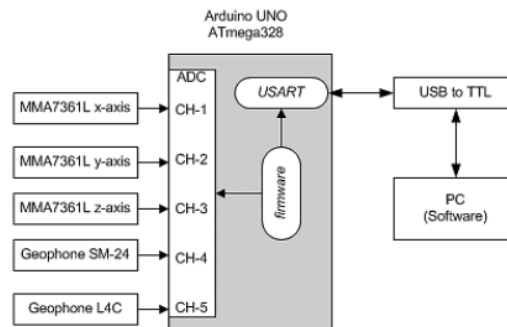 Arduino UNO
ATmega328
ADC
MMA7361L x-axis
CH-1
USART
USB to TTL
MMA7361L y-axis
CH-2
firmware
MMA7361L z-axis
CH-3
PC
(Software)
Geophone SM-24
CH-4
Geophone L4C
CH-5